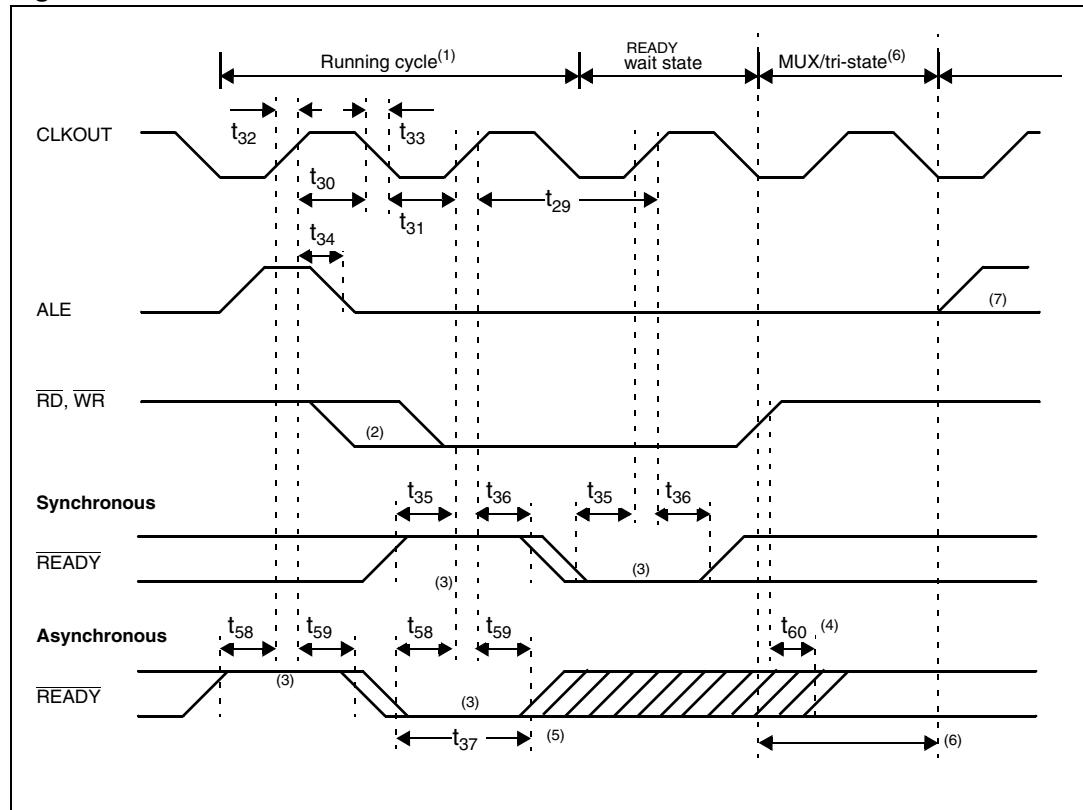 Running cycle(1)
READY
wait state
MUX/tri-state(6)
CLKOUT
t32
t33
t30
t31
t29
t34
ALE
(7)
RD, WR
(2)
Synchronous
t35
t36
t35
t36
READY
(3)
(3)
Asynchronous
t58
t59
t58
t59
t60
(4)
READY
(3)
(3)
t37
(5)
(6)